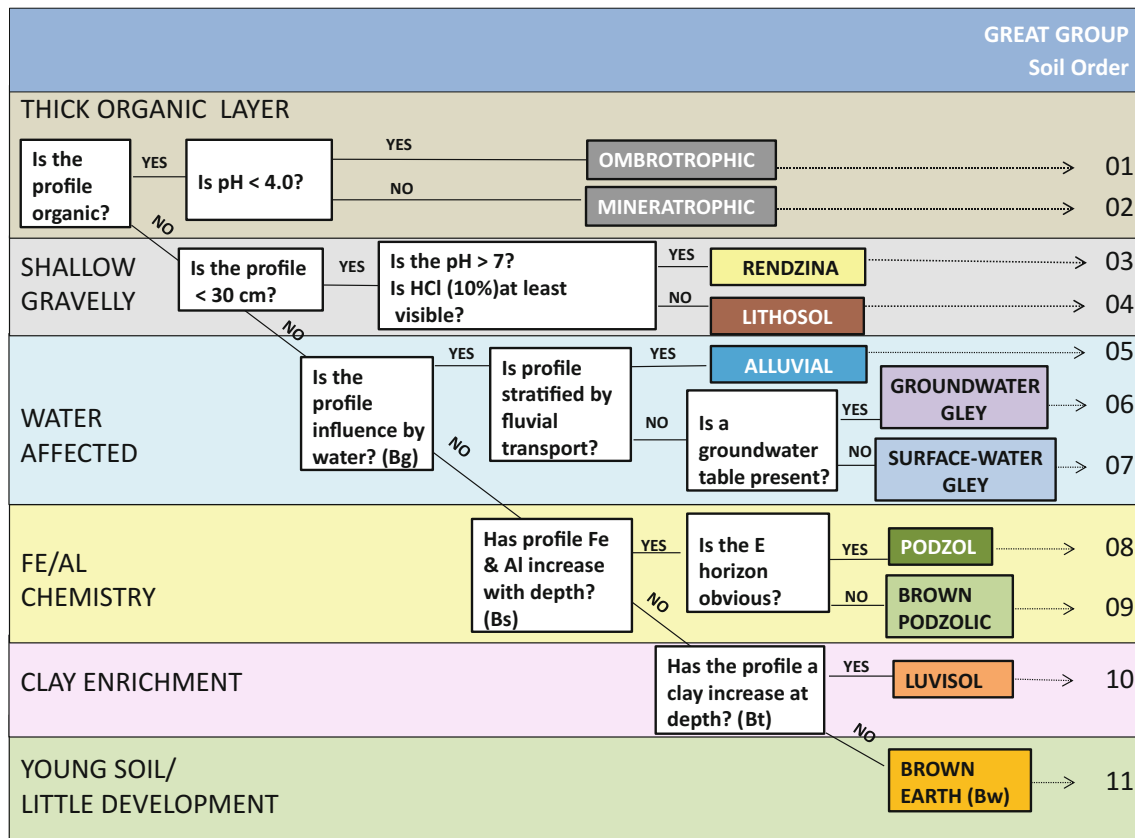 GREAT GROUP
Soil Order
THICK ORGANIC LAYER
Is the
profile
organic?
YES
NO
Is pH < 4.0?
YES
OMBROTROPHIC
01
NO
MINERATROPHIC
02
SHALLOW
GRAVELLY
Is the profile
< 30 cm?
YES
NO
Is the pH > 7?
Is HCl (10%)at least
visible?
YES
RENDZINA
03
NO
LITHOSOL
04
WATER
AFFECTED
Is the
profile
influence by
water? (Bg)
YES
NO
Is profile
stratified by
fluvial
transport?
YES
ALLUVIAL
05
NO
Is a
groundwater
table present?
YES
GROUNDWATER
GLEY
06
NO
SURFACE-WATER
GLEY
07
FE/AL
CHEMISTRY
Has profile Fe
& Al increase
with depth?
(Bs)
YES
NO
Is the E
horizon
obvious?
YES
PODZOL
08
NO
BROWN
PODZOLIC
09
CLAY ENRICHMENT
Has the profile a
clay increase at
depth? (Bt)
YES
LUVISOL
10
NO
YOUNG SOIL/
LITTLE DEVELOPMENT
BROWN
EARTH (Bw)
11